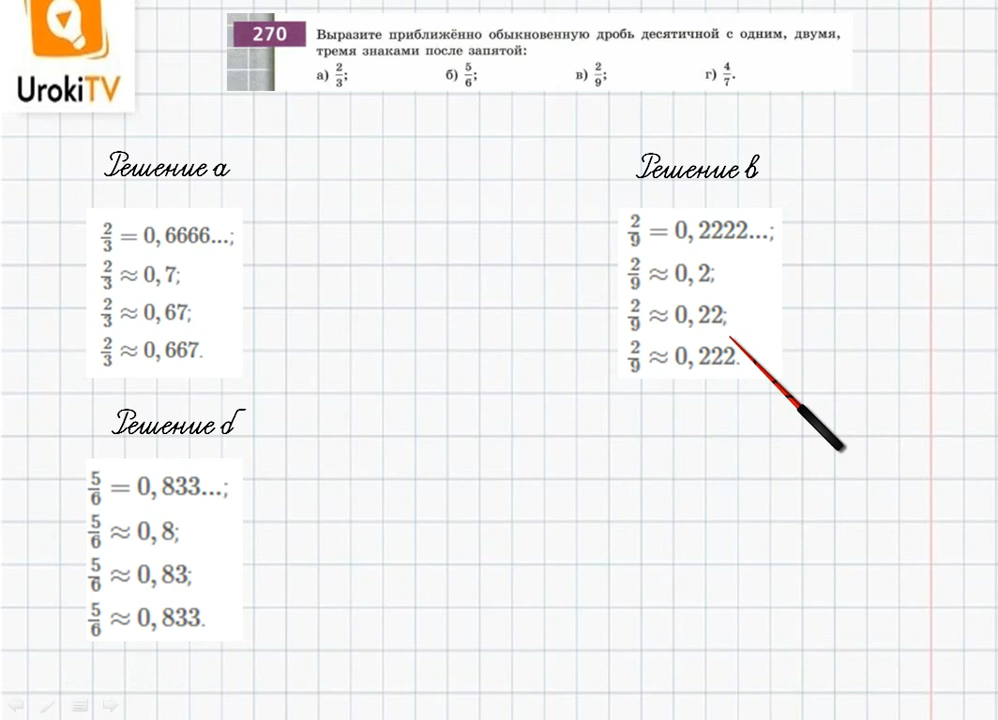 UrokiTV
270 Выразите приближённо обыкновенную дробь десятичной с одним, двумя,
тремя знаками после запятой:
а) 2/3; б) 5/6; в) 2/9; г) 4/7.
Решение а
2/3 = 0,6666...;
2/3 ≈ 0,7;
2/3 ≈ 0,67;
2/3 ≈ 0,667.
Решение б
5/6 = 0,833...;
5/6 ≈ 0,8;
5/6 ≈ 0,83;
5/6 ≈ 0,833.
Решение в
2/9 = 0,2222...;
2/9 ≈ 0,2;
2/9 ≈ 0,22;
2/9 ≈ 0,222.